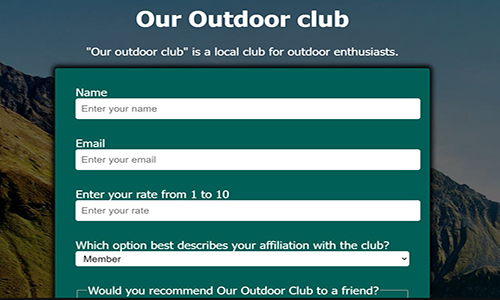 Our Outdoor club
"Our outdoor club" is a local club for outdoor enthusiasts.
Name
Enter your name
Email
Enter your email
Enter your rate from 1 to 10
Enter your rate
Which option best describes your affiliation with the club?
Member
Would you recommend Our Outdoor Club to a friend?